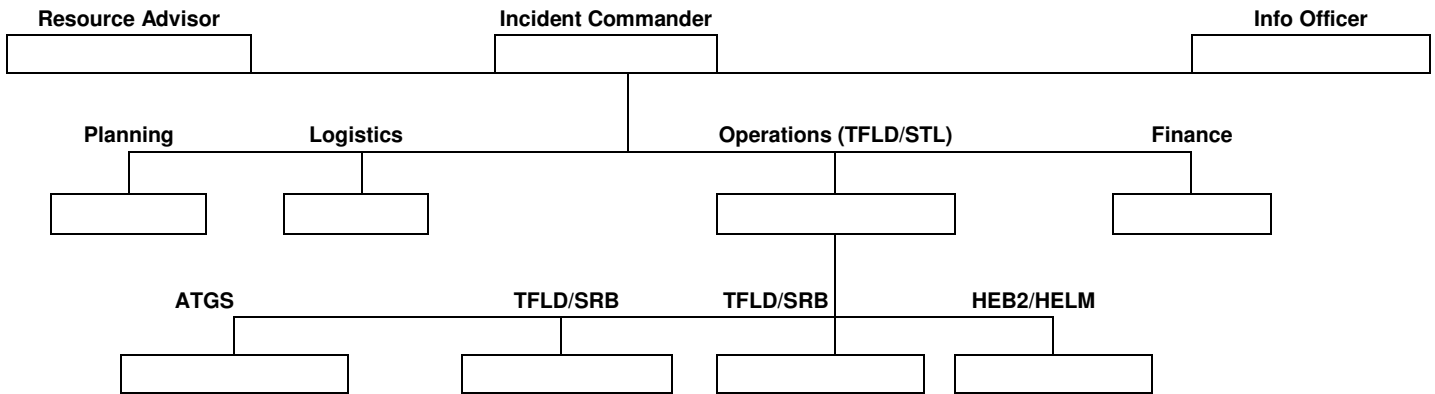 Resource Advisor Incident Commander Info Officer
Planning Logistics Operations (TFLD/STL) Finance
ATGS TFLD/SRB TFLD/SRB HEB2/HELM